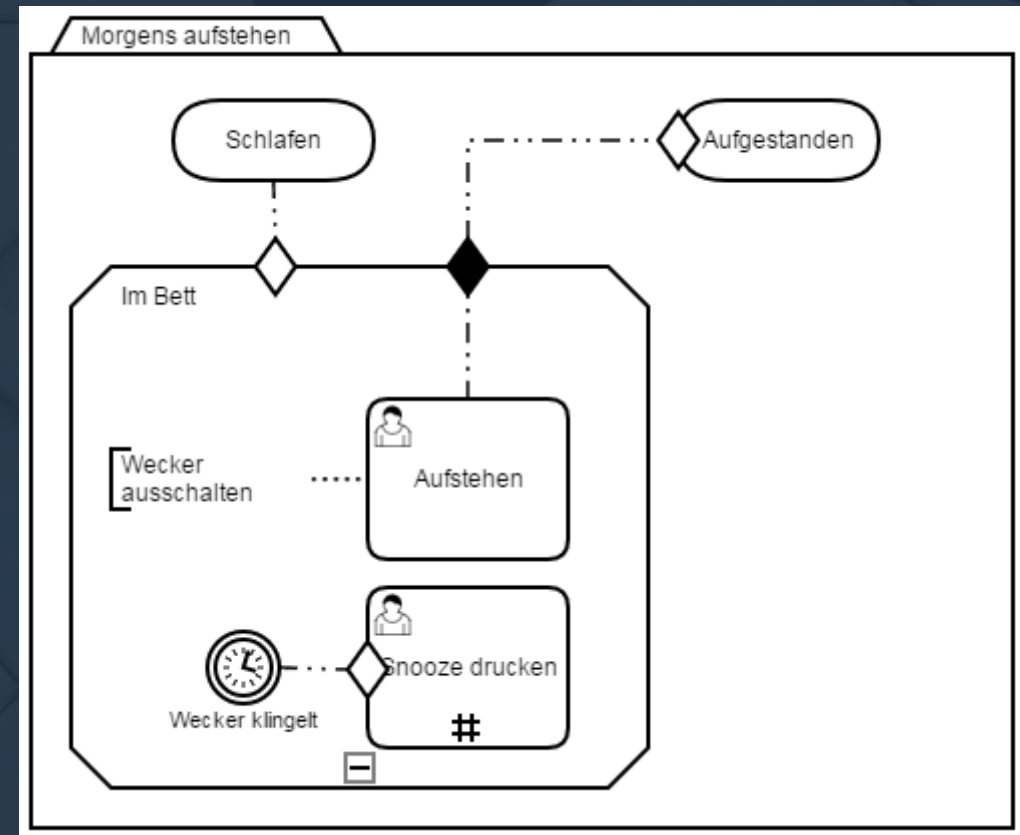 Morgens aufstehen
Schlafen
Aufgestanden
Im Bett
Wecker
ausschalten
Aufstehen
Snooze drucken
Wecker klingelt